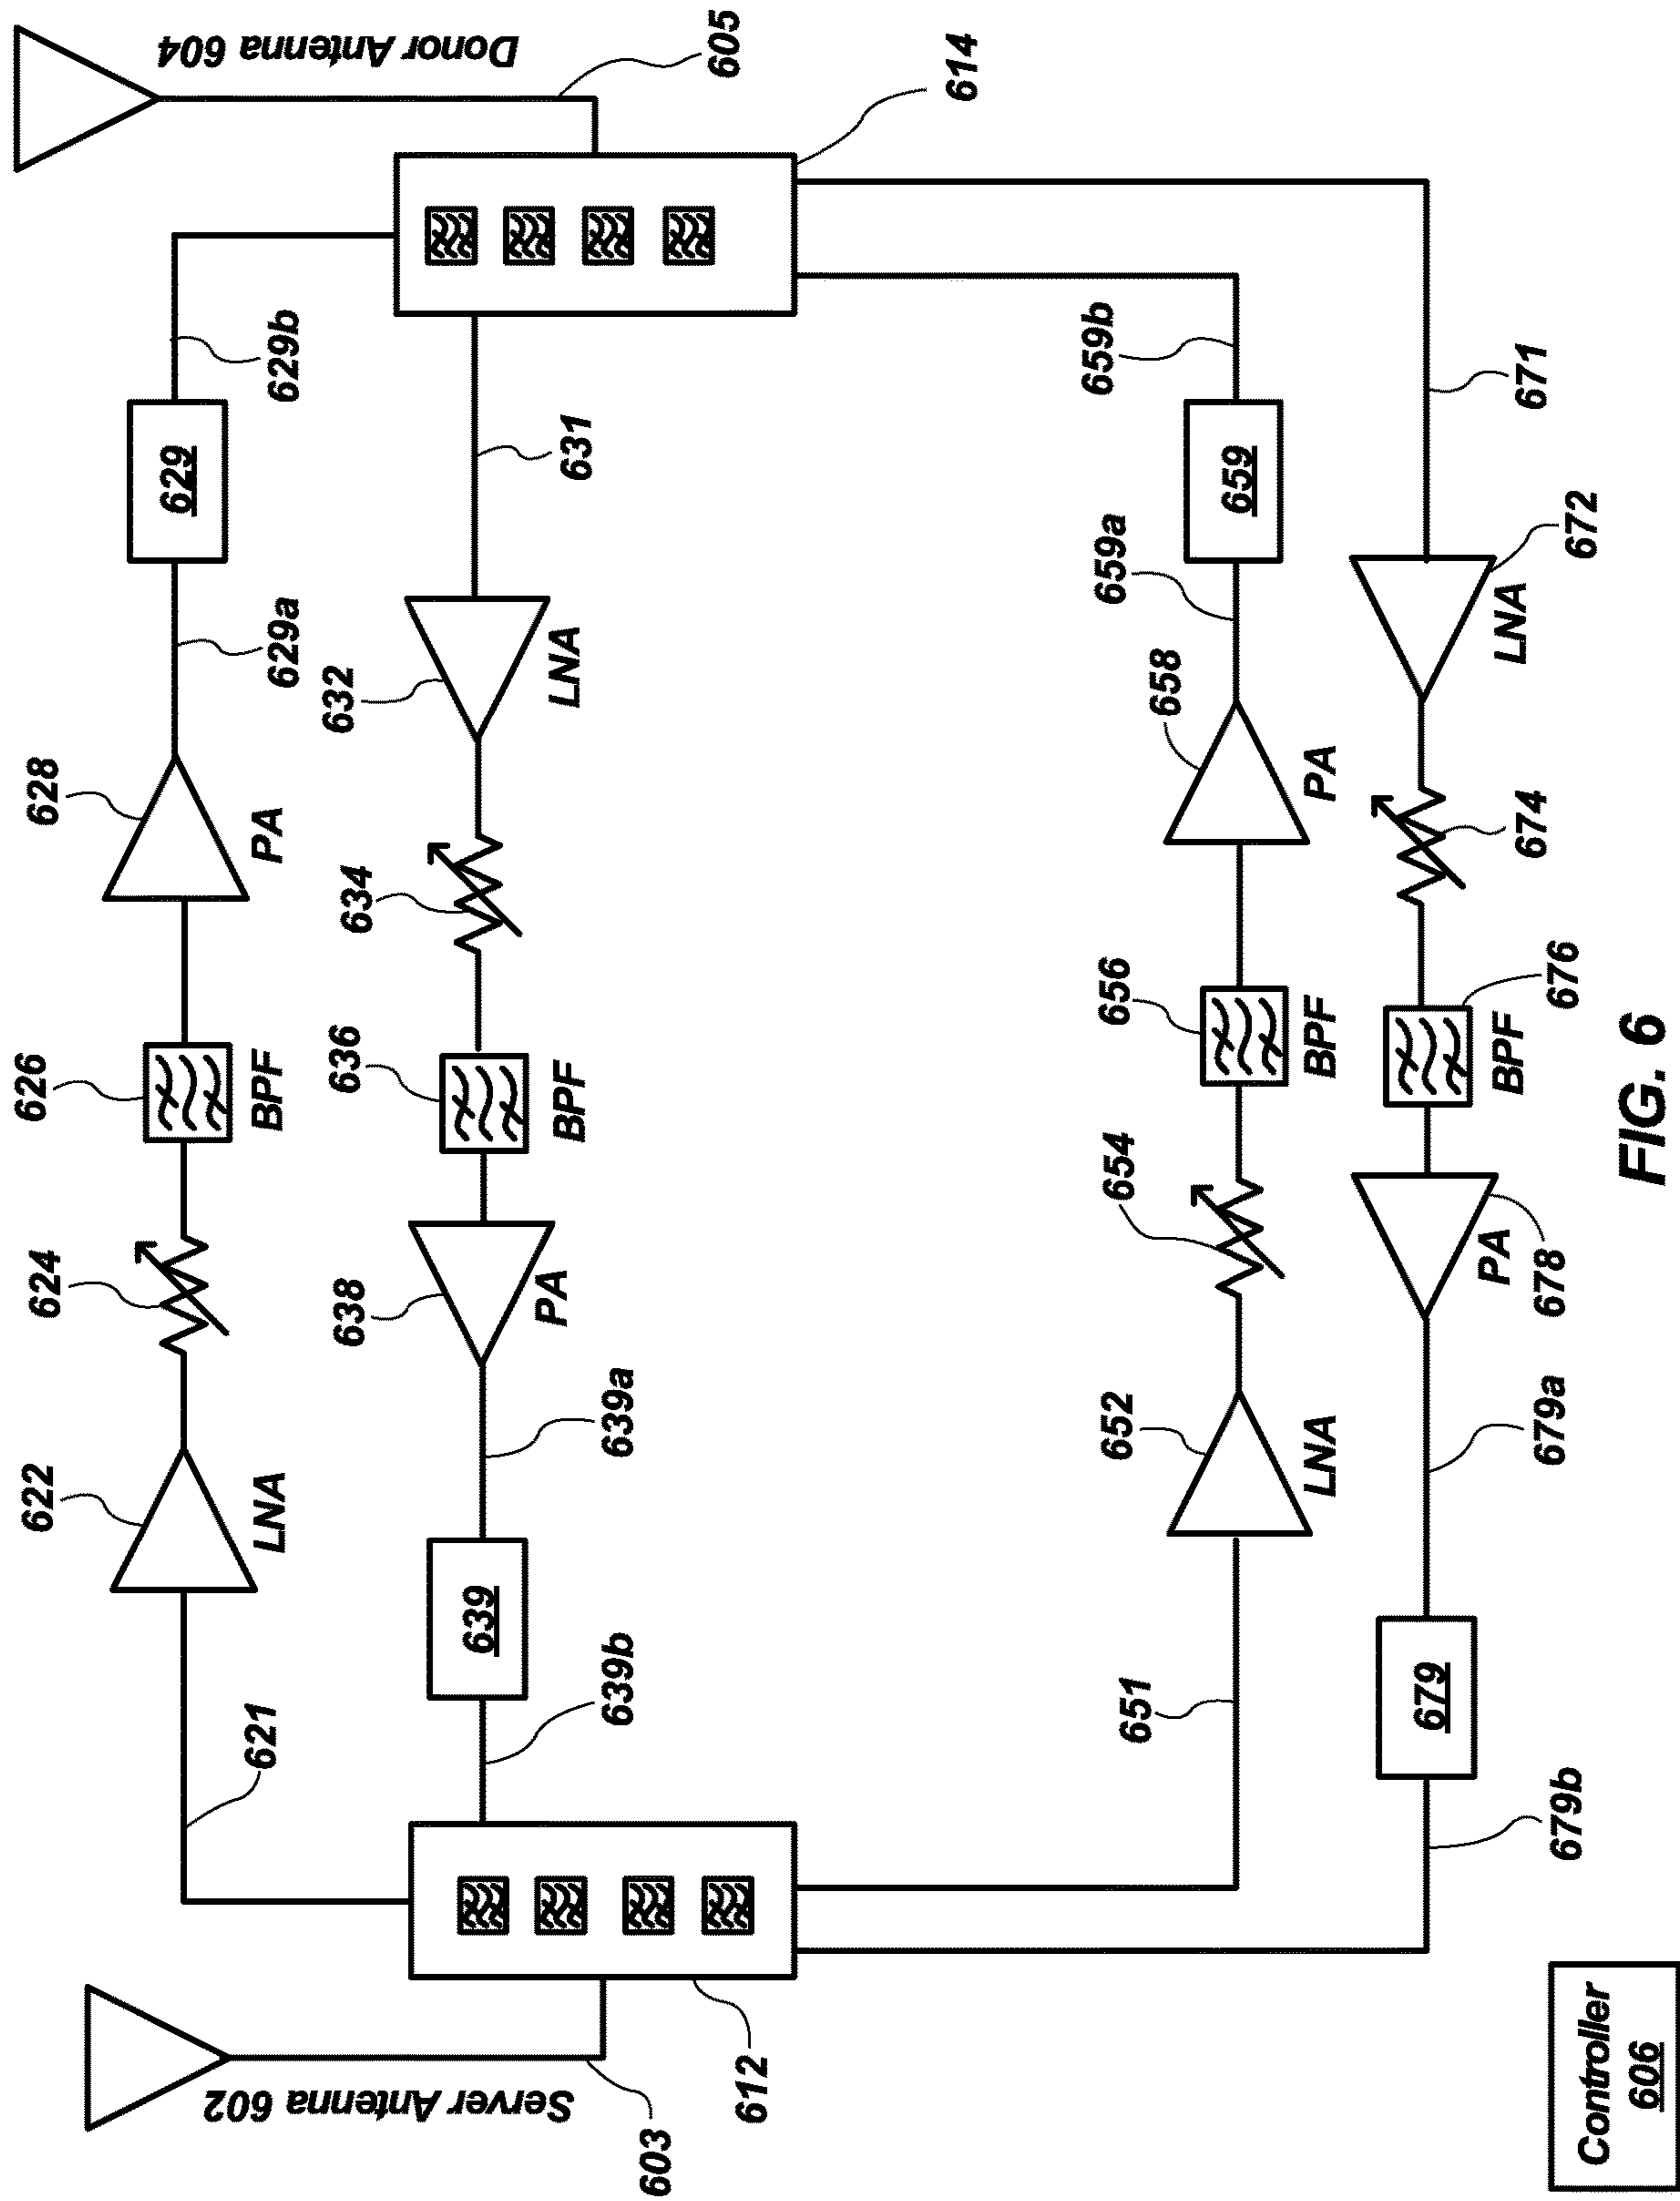 Server Antenna 602
603
612
621
622
LNA
624
626
BPF
628
PA
629a
629
629b
Donor Antenna 604
605
614
631
632
LNA
634
636
BPF
638
PA
639a
639
639b
651
652
LNA
654
656
BPF
658
PA
659a
659
659b
671
672
LNA
674
676
BPF
678
PA
679a
679
679b
Controller
606
FIG. 6